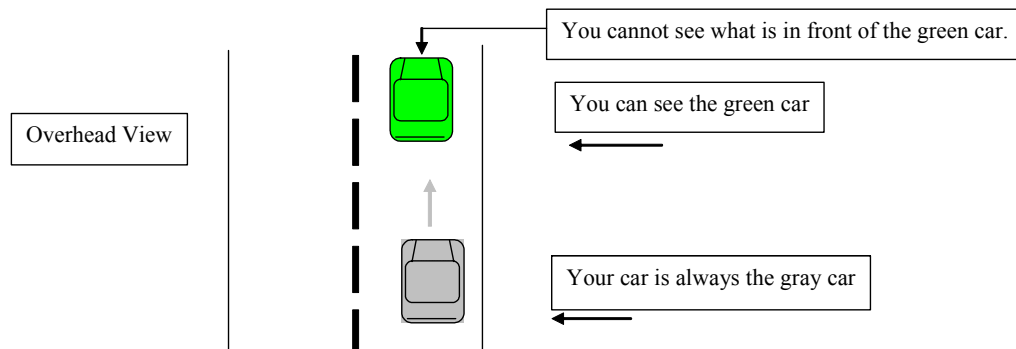 You cannot see what is in front of the green car.
You can see the green car
Overhead View
Your car is always the gray car